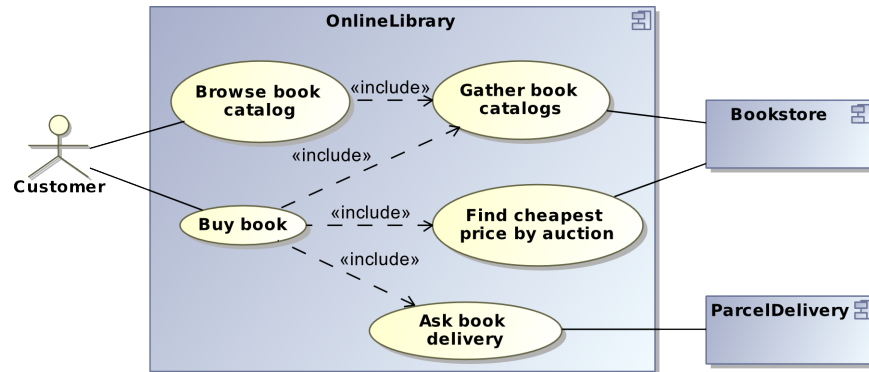 OnlineLibrary
Browse book
catalog
«include»
Gather book
catalogs
Bookstore
Customer
«include»
Buy book
«include»
Find cheapest
price by auction
«include»
Ask book
delivery
ParcelDelivery